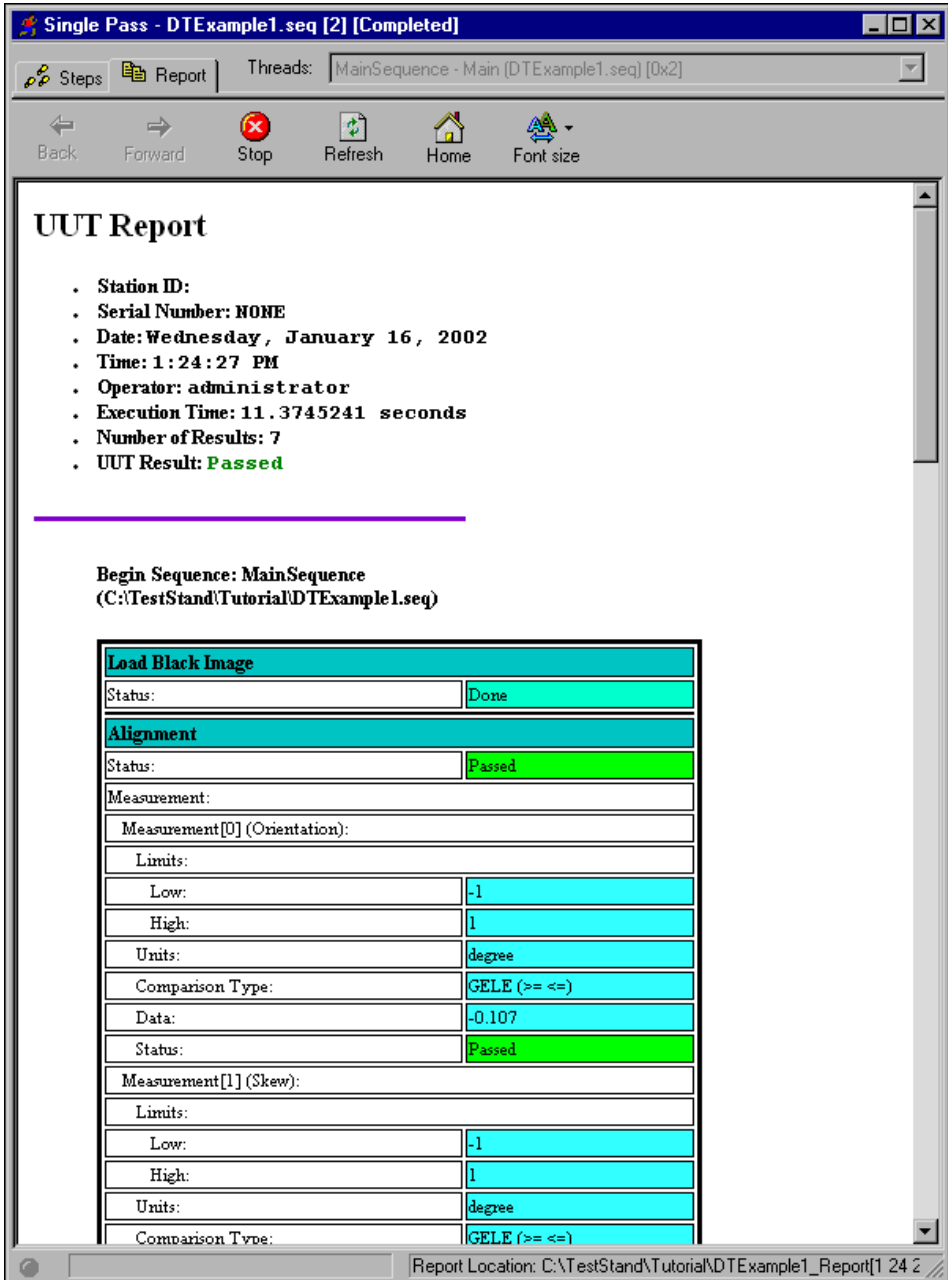 Single Pass - DTExample1.seq [2] [Completed]
Steps Report Threads: MainSequence - Main (DTExample1.seq) [0x2]
Back Forward Stop Refresh Home Font size
UUT Report
Station ID:
Serial Number: NONE
Date: Wednesday, January 16, 2002
Time: 1:24:27 PM
Operator: administrator
Execution Time: 11.3745241 seconds
Number of Results: 7
UUT Result: Passed
Begin Sequence: MainSequence
(C:\TestStand\Tutorial\DTExample1.seq)
Load Black Image
Status: Done
Alignment
Status: Passed
Measurement:
Measurement[0] (Orientation):
Limits:
Low: -1
High: 1
Units: degree
Comparison Type: GELE (>= <=)
Data: -0.107
Status: Passed
Measurement[1] (Skew):
Limits:
Low: -1
High: 1
Units: degree
Comparison Type: GELE (>= <=)
Report Location: C:\TestStand\Tutorial\DTExample1_Report[1 24 2